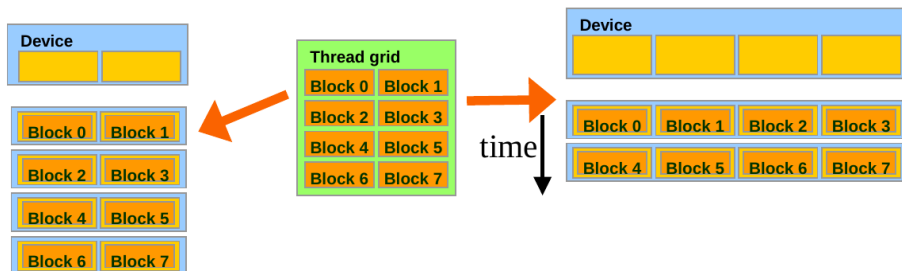 Device
Block 0 Block 1
Block 2 Block 3
Block 4 Block 5
Block 6 Block 7
Thread grid
Block 0 Block 1
Block 2 Block 3
Block 4 Block 5
Block 6 Block 7
time
Device
Block 0 Block 1 Block 2 Block 3
Block 4 Block 5 Block 6 Block 7